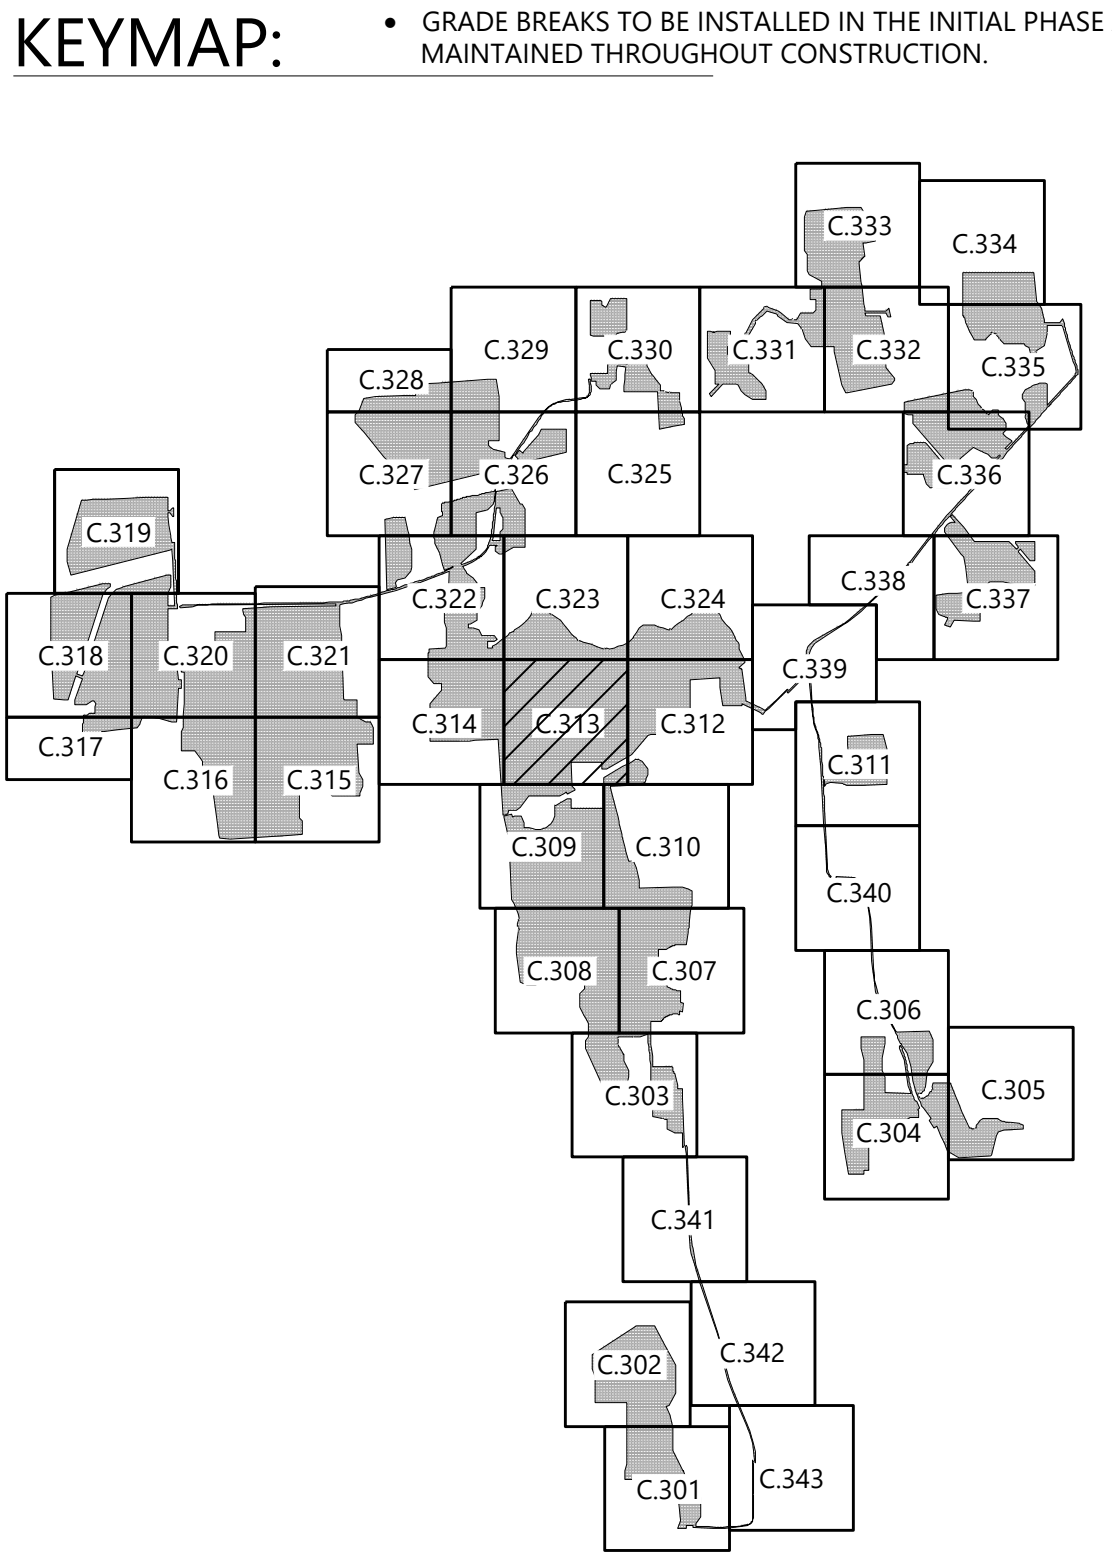 KEYMAP:
• GRADE BREAKS TO BE INSTALLED IN THE INITIAL PHASE
MAINTAINED THROUGHOUT CONSTRUCTION.
C.333
C.334
C.329
C.330
C.331
C.332
C.335
C.328
C.327
C.326
C.325
C.336
C.319
C.322
C.323
C.324
C.338
C.337
C.318
C.320
C.321
C.339
C.317
C.314
C.313
C.312
C.316
C.315
C.311
C.309
C.310
C.340
C.308
C.307
C.306
C.303
C.305
C.304
C.341
C.302
C.342
C.301
C.343